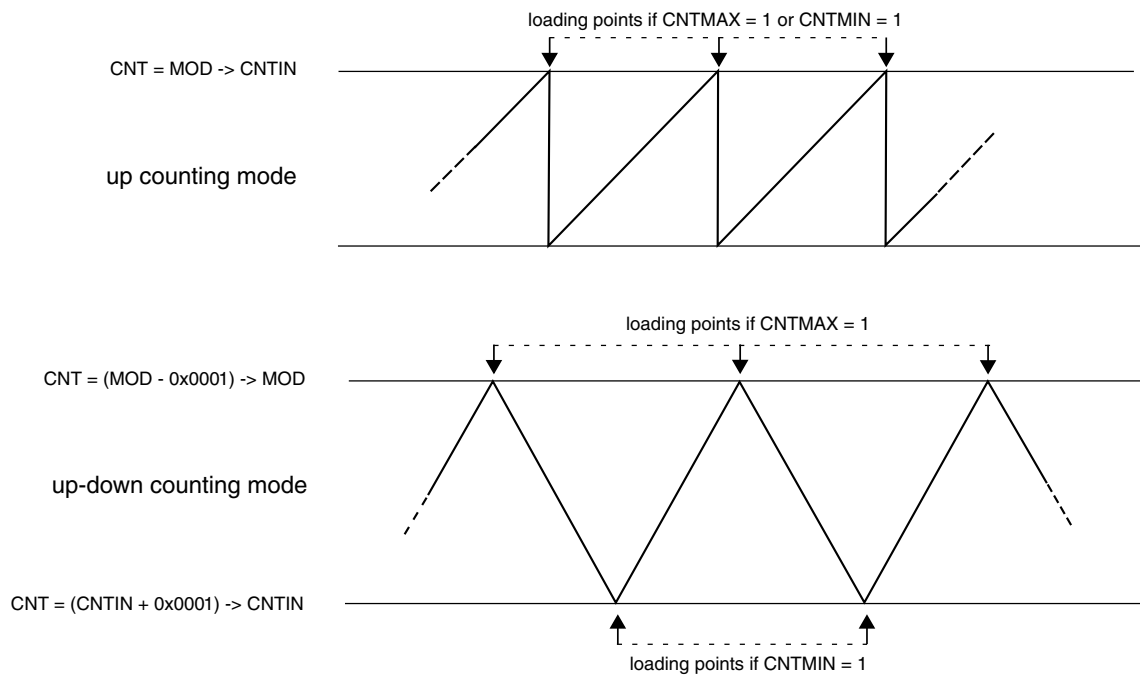 loading points if CNTMAX = 1 or CNTMIN = 1
CNT = MOD -> CNTIN
up counting mode
loading points if CNTMAX = 1
CNT = (MOD - 0x0001) -> MOD
up-down counting mode
CNT = (CNTIN + 0x0001) -> CNTIN
loading points if CNTMIN = 1